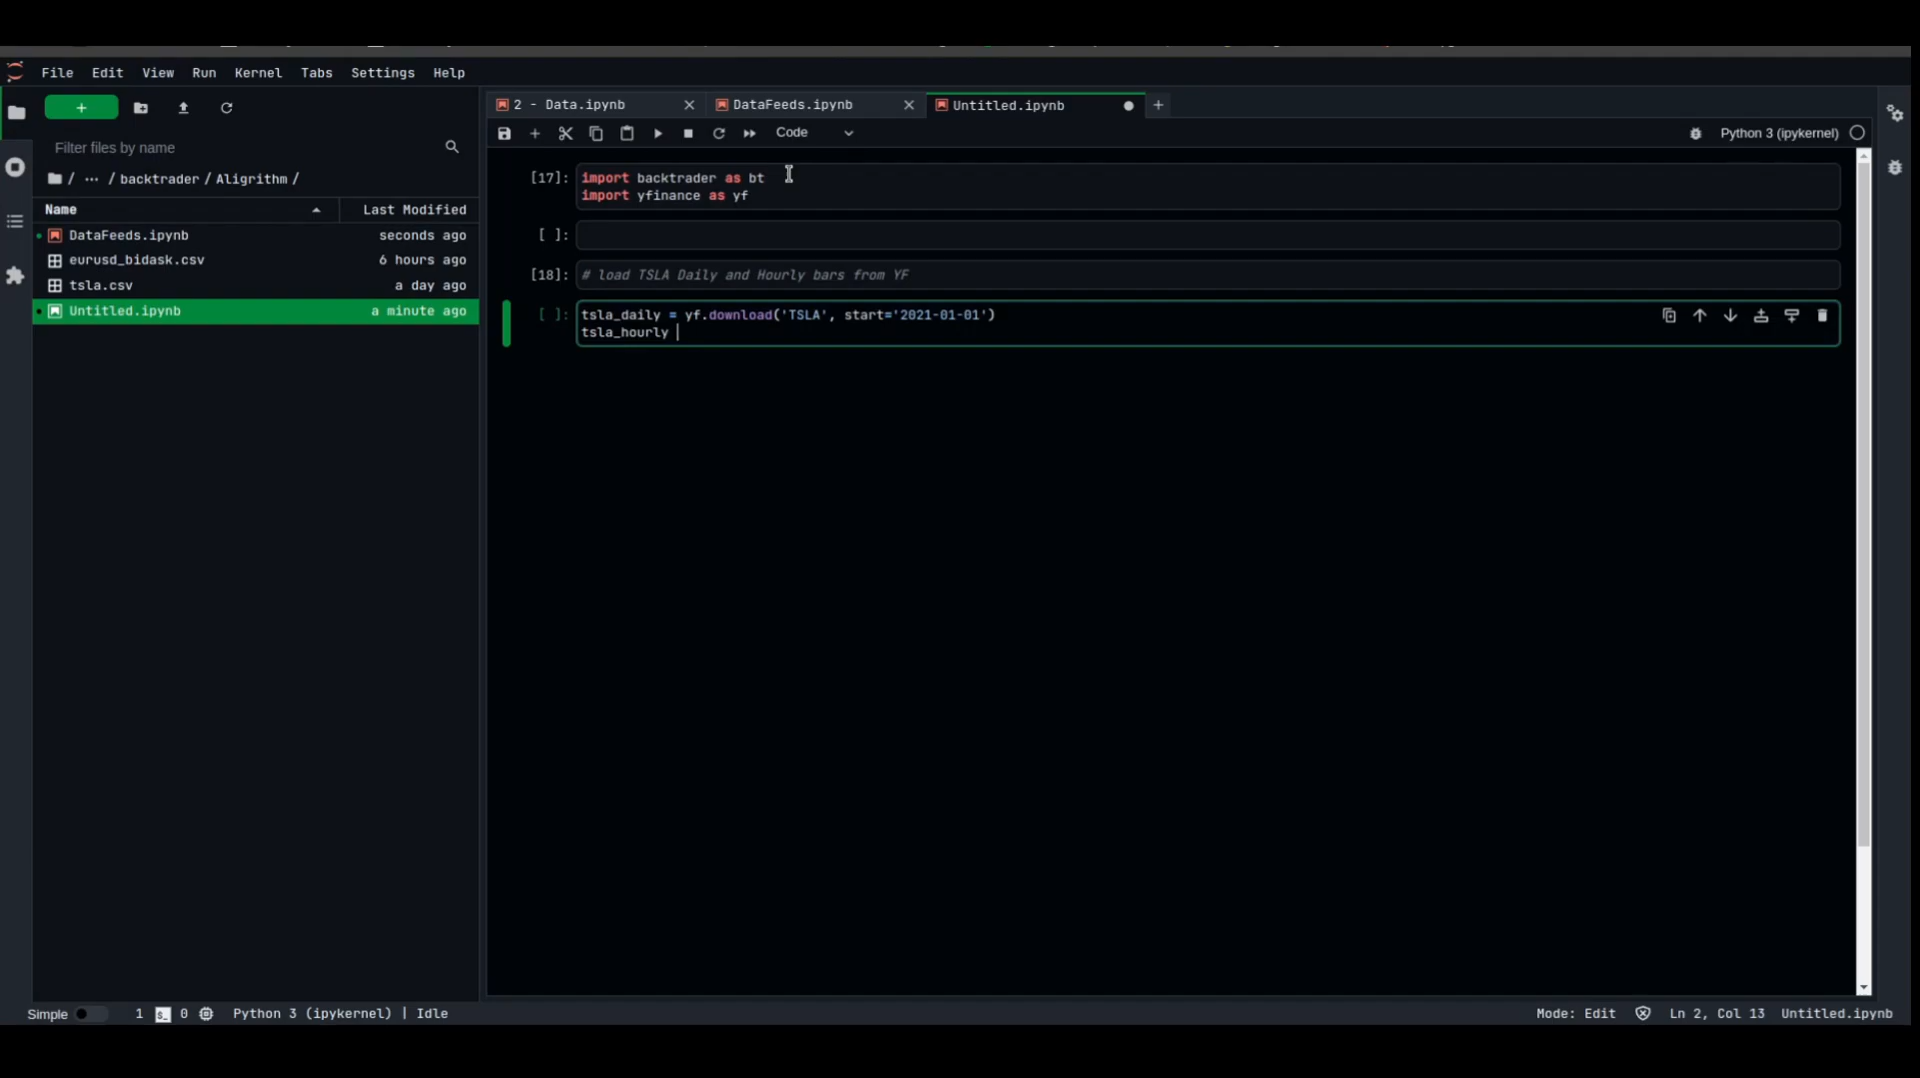 File Edit View Run Kernel Tabs Settings Help
2 - Data.ipynb DataFeeds.ipynb Untitled.ipynb
Code Python 3 (ipykernel)
Filter files by name
/ ... / backtrader / Aligrithm /
Name Last Modified
DataFeeds.ipynb seconds ago
eurusd_bidask.csv 6 hours ago
tsla.csv a day ago
Untitled.ipynb a minute ago
[17]: import backtrader as bt
import yfinance as yf
[ ]:
[18]: # load TSLA Daily and Hourly bars from YF
[ ]: tsla_daily = yf.download('TSLA', start='2021-01-01')
tsla_hourly
Simple 1 $_ 0 Python 3 (ipykernel) | Idle Mode: Edit Ln 2, Col 13 Untitled.ipynb